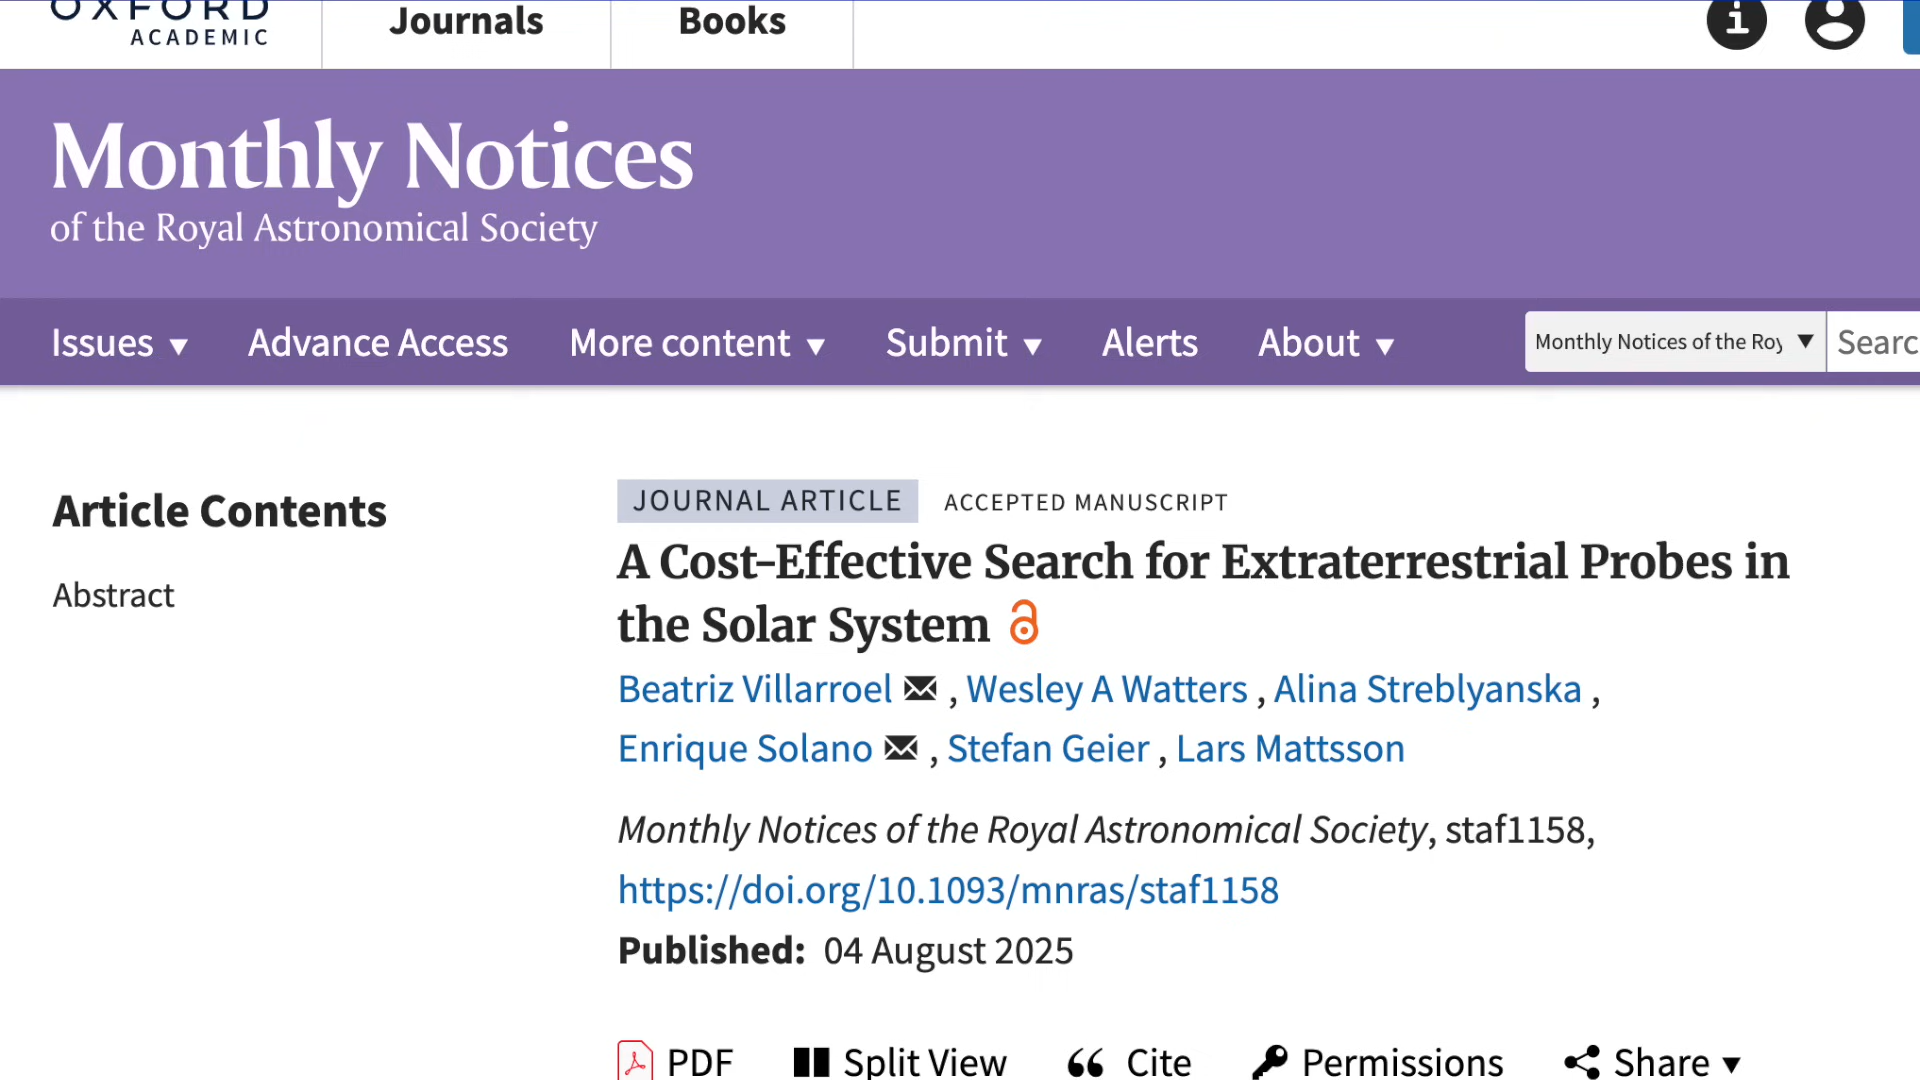 OXFORD
ACADEMIC
Journals
Books
Monthly Notices
of the Royal Astronomical Society
Issues ▼ Advance Access More content ▼ Submit ▼ Alerts About ▼
Monthly Notices of the Roy ▼ Searc
Article Contents
Abstract
JOURNAL ARTICLE ACCEPTED MANUSCRIPT
A Cost-Effective Search for Extraterrestrial Probes in
the Solar System
Beatriz Villarroel , Wesley A Watters , Alina Streblyanska ,
Enrique Solano , Stefan Geier , Lars Mattsson
Monthly Notices of the Royal Astronomical Society, staf1158,
https://doi.org/10.1093/mnras/staf1158
Published: 04 August 2025
PDF Split View Cite Permissions Share ▼